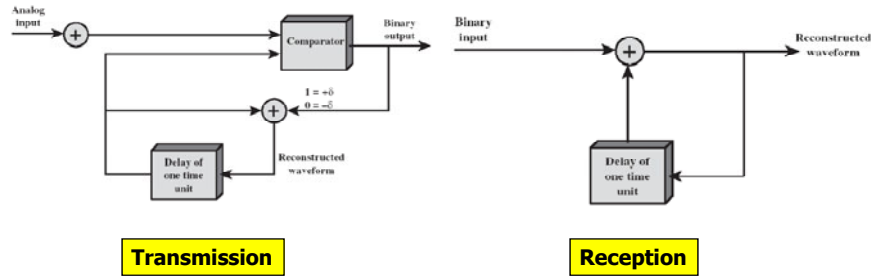 Analog
input
Comparator
Binary
output
1 = +δ
0 = −δ
Delay of
one time
unit
Reconstructed
waveform
Transmission
Binary
input
Reconstructed
waveform
Delay of
one time
unit
Reception